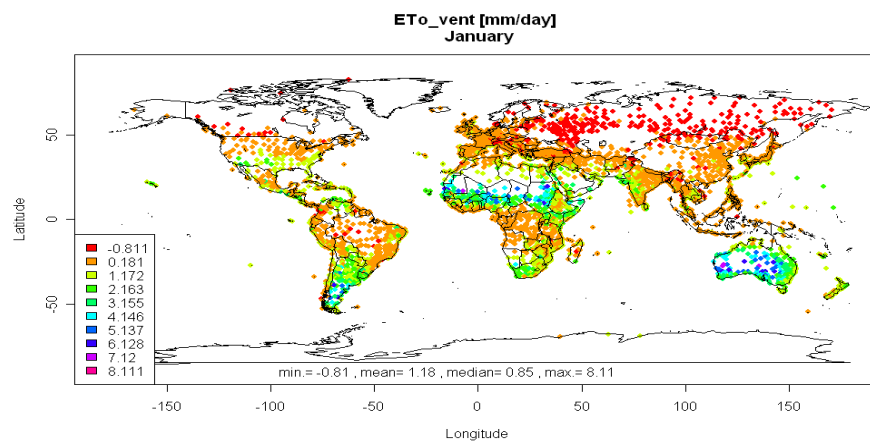 ETo_vent [mm/day]
January
Latitude
50
0
-50
-0.811
0.181
1.172
2.163
3.155
4.146
5.137
6.128
7.12
8.111
min.= -0.81 , mean= 1.18 , median= 0.85 , max.= 8.11
-150 -100 -50 0 50 100 150
Longitude